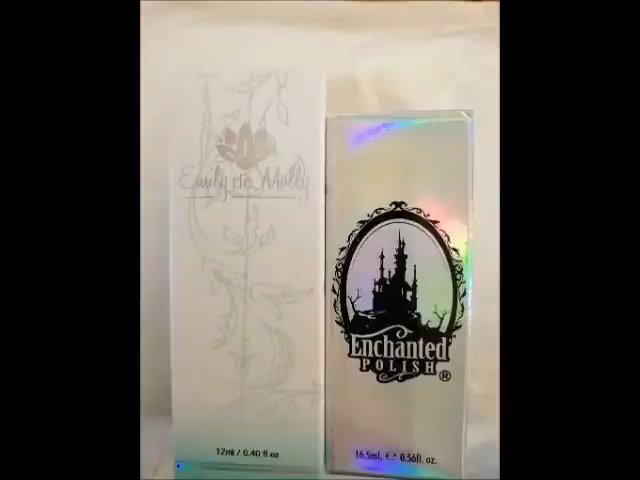 Emily de Molly
12ml / 0.40 fl oz
Enchanted
POLISH®
16.5ml, e 0.56fl. oz.